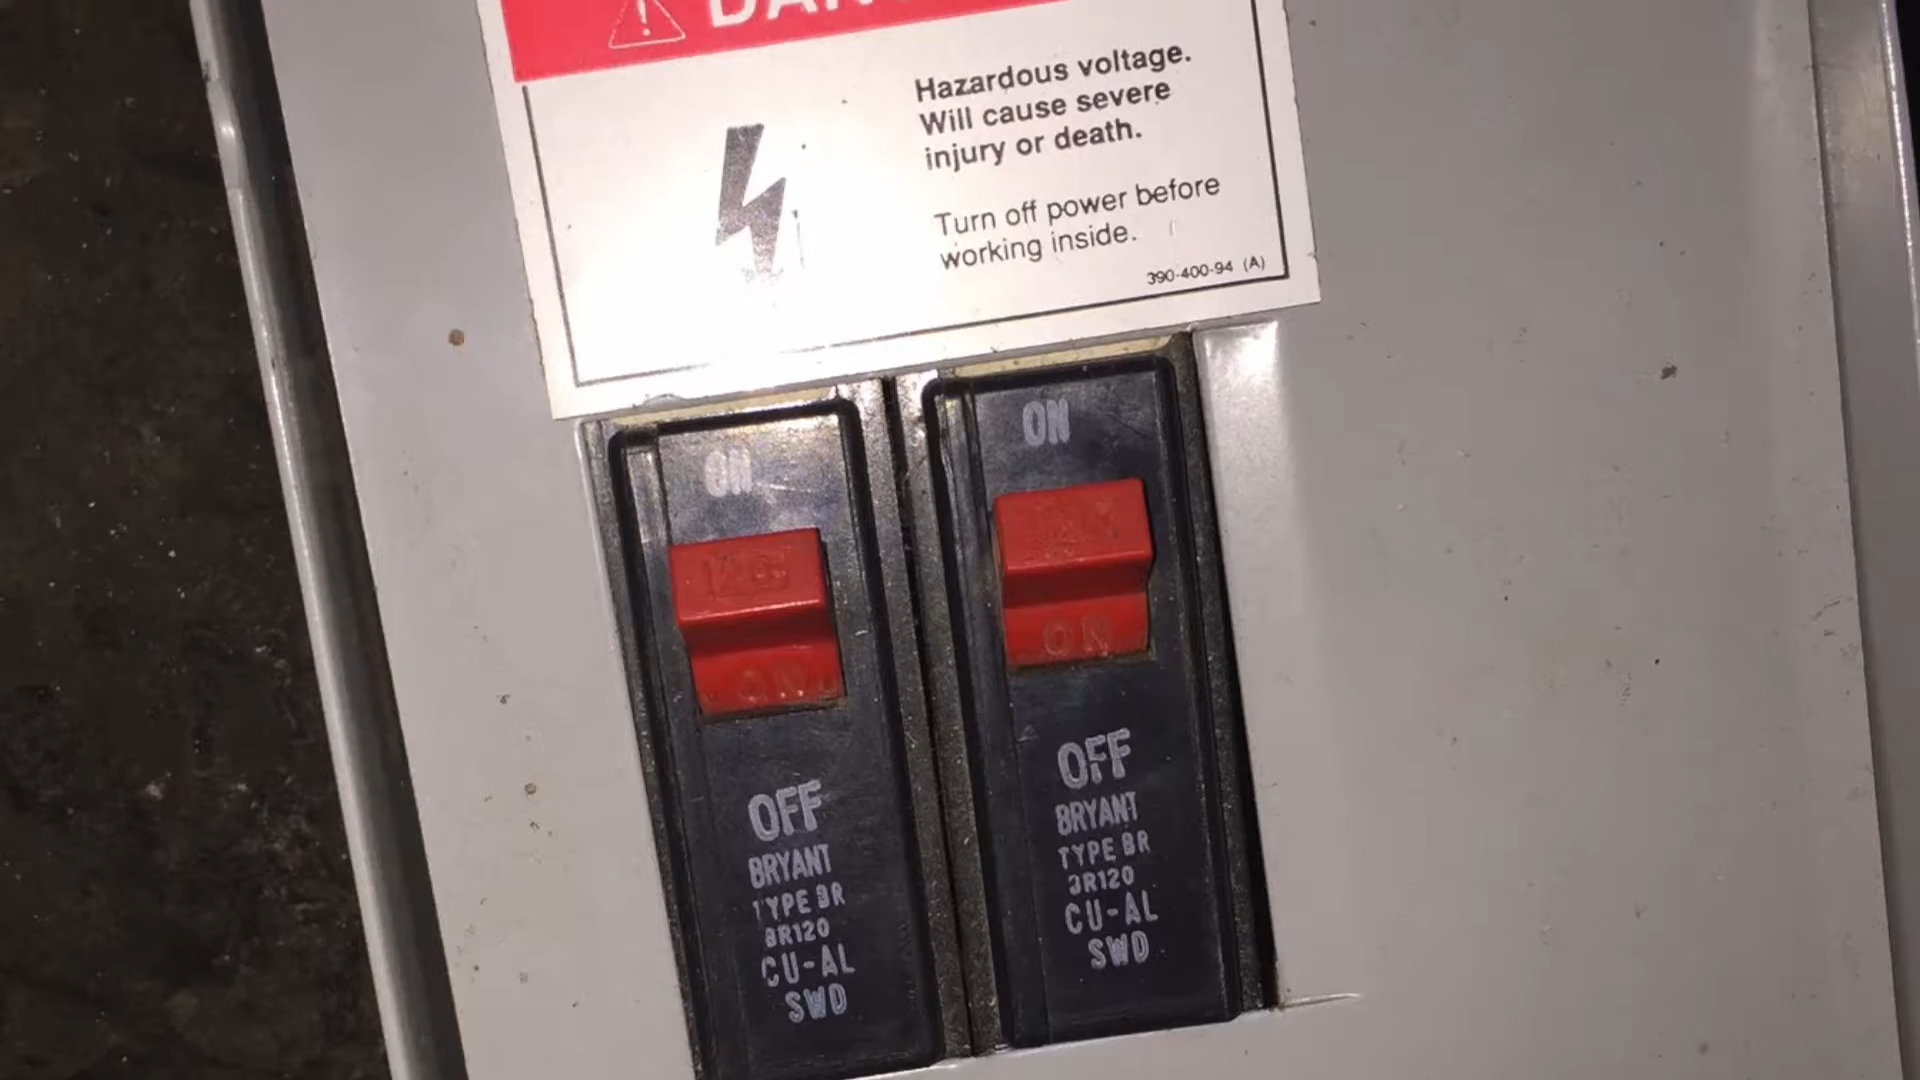 DAN
Hazardous voltage.
Will cause severe
injury or death.
Turn off power before
working inside.
390-400-94 (A)
ON
ON
OFF
BRYANT
TYPE BR
BR120
CU-AL
SWD
ON
ON
OFF
BRYANT
TYPE BR
BR120
CU-AL
SWD